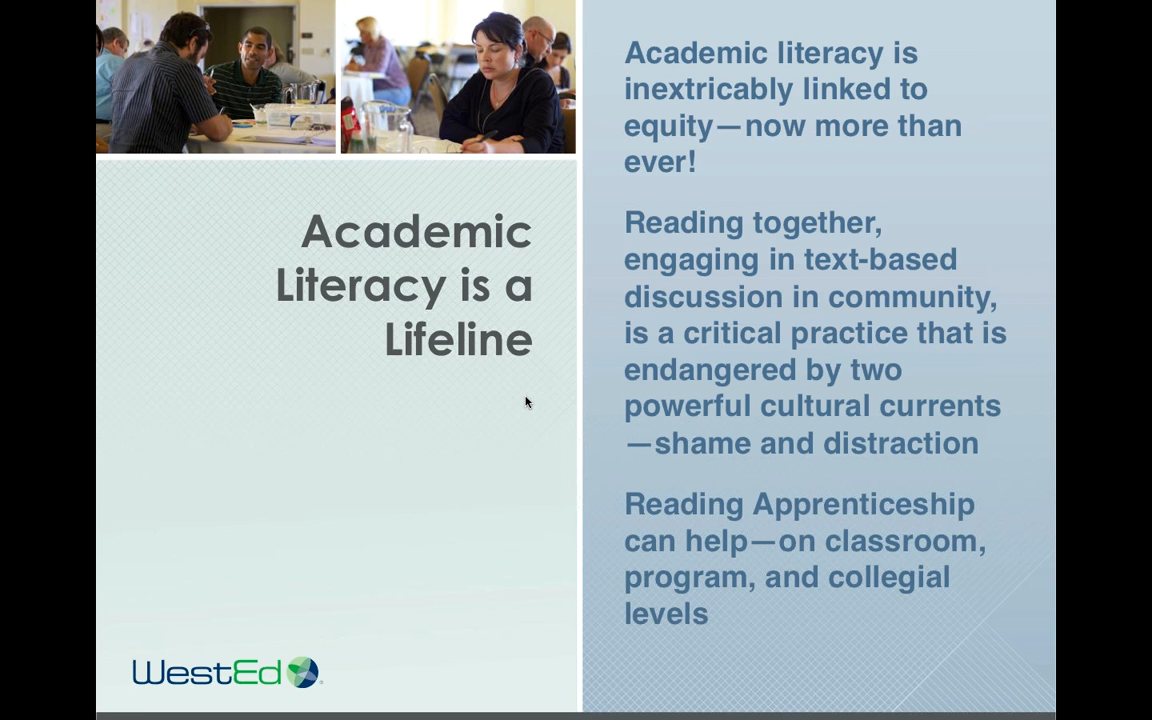 Academic
Literacy is a
Lifeline
WestEd
Academic literacy is
inextricably linked to
equity—now more than
ever!
Reading together,
engaging in text-based
discussion in community,
is a critical practice that is
endangered by two
powerful cultural currents
—shame and distraction
Reading Apprenticeship
can help—on classroom,
program, and collegial
levels